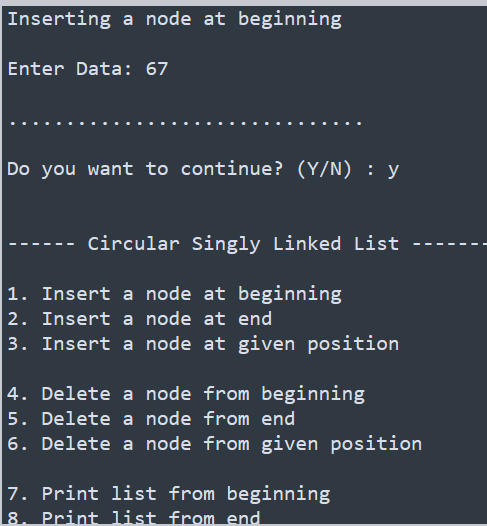 Inserting a node at beginning
Enter Data: 67
...............................
Do you want to continue? (Y/N) : y
------ Circular Singly Linked List -------
1. Insert a node at beginning
2. Insert a node at end
3. Insert a node at given position
4. Delete a node from beginning
5. Delete a node from end
6. Delete a node from given position
7. Print list from beginning
8. Print list from end